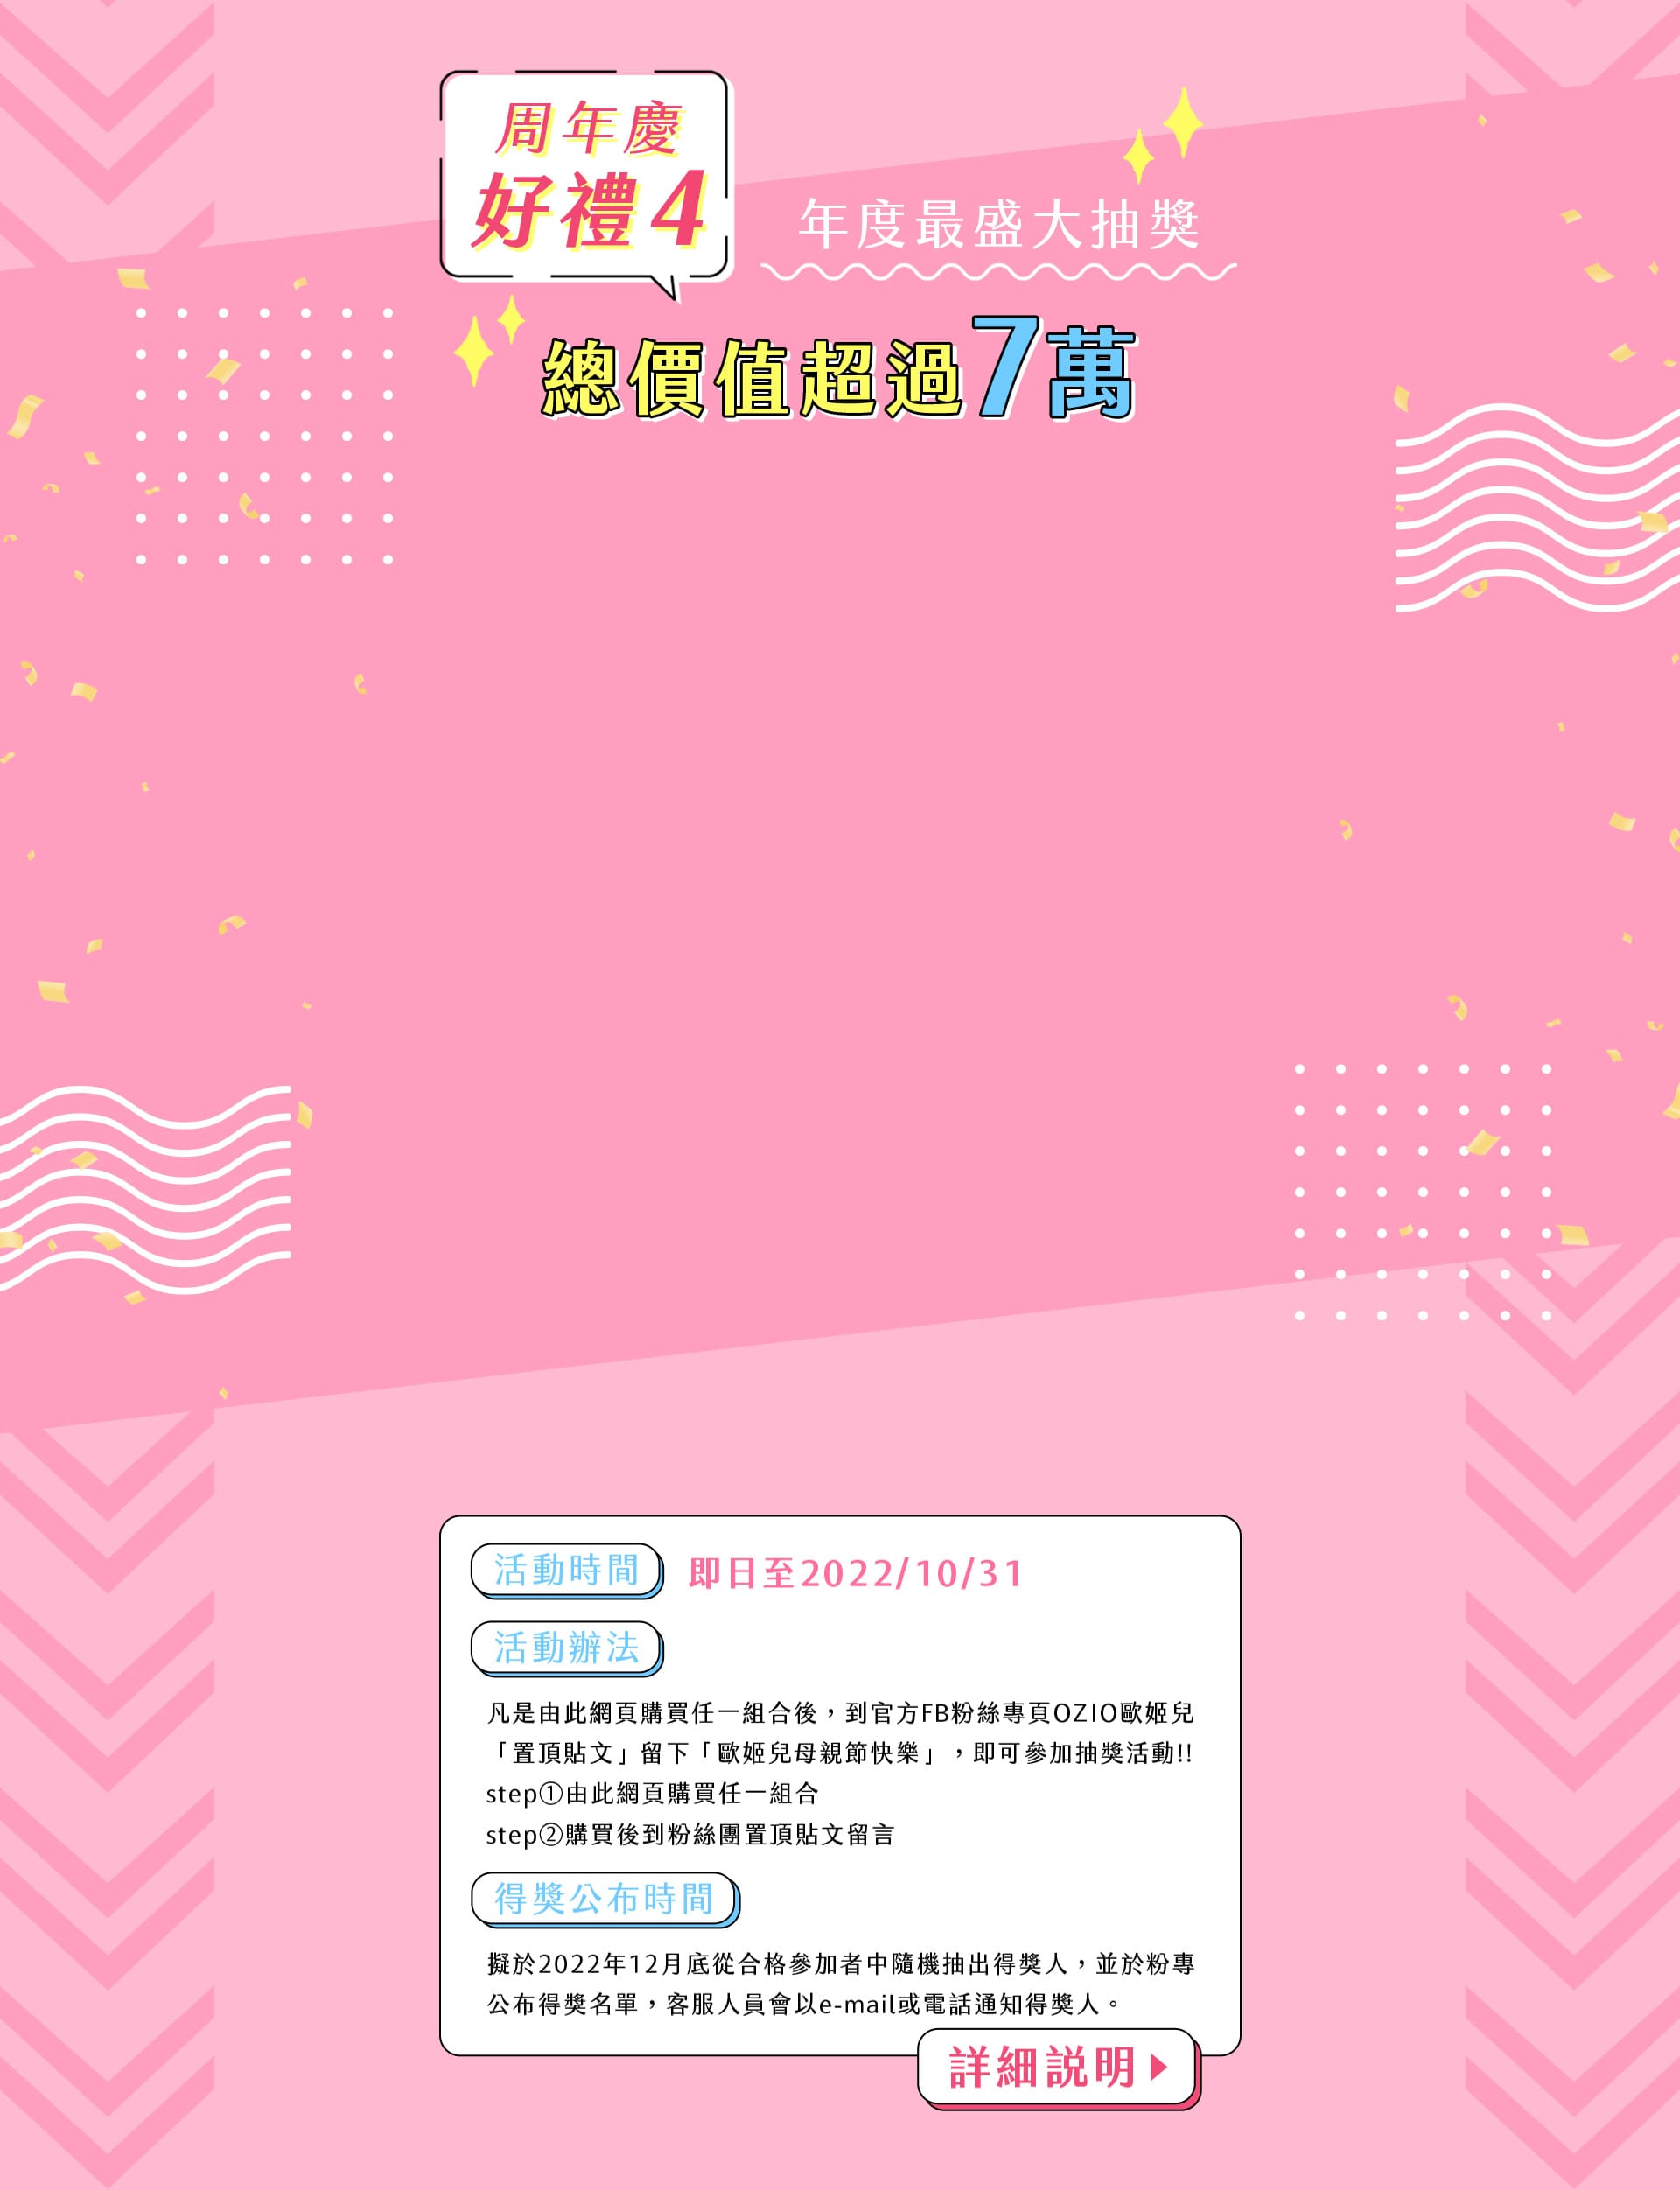 周年慶
好禮4
年度最盛大抽獎
總價值超過7萬
活動時間
即日至2022/10/31
活動辦法
凡是由此網頁購買任一組合後，到官方FB粉絲專頁OZIO歐姬兒
「置頂貼文」留下「歐姬兒母親節快樂」，即可參加抽獎活動!!
step①由此網頁購買任一組合
step②購買後到粉絲團置頂貼文留言
得獎公布時間
擬於2022年12月底從合格參加者中隨機抽出得獎人，並於粉專
公布得獎名單，客服人員會以e-mail或電話通知得獎人。
詳細説明